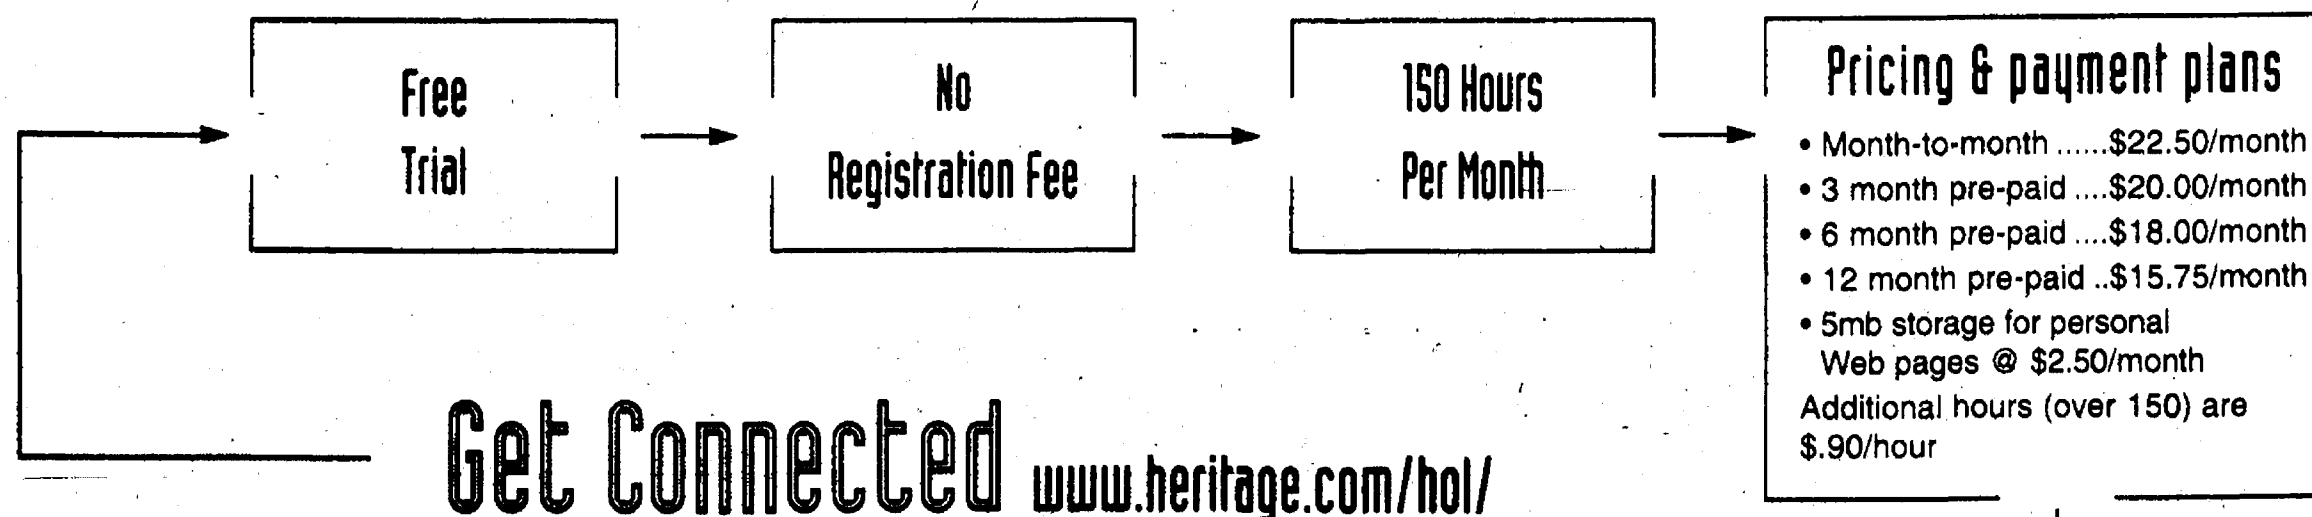 Free
Trial
No
Registration Fee
150 Hours
Per Month
Pricing & payment plans
• Month-to-month ......$22.50/month
• 3 month pre-paid ....$20.00/month
• 6 month pre-paid ....$18.00/month
• 12 month pre-paid ..$15.75/month
• 5mb storage for personal
Web pages @ $2.50/month
Additional hours (over 150) are
$.90/hour
Get Connected www.heritage.com/hol/